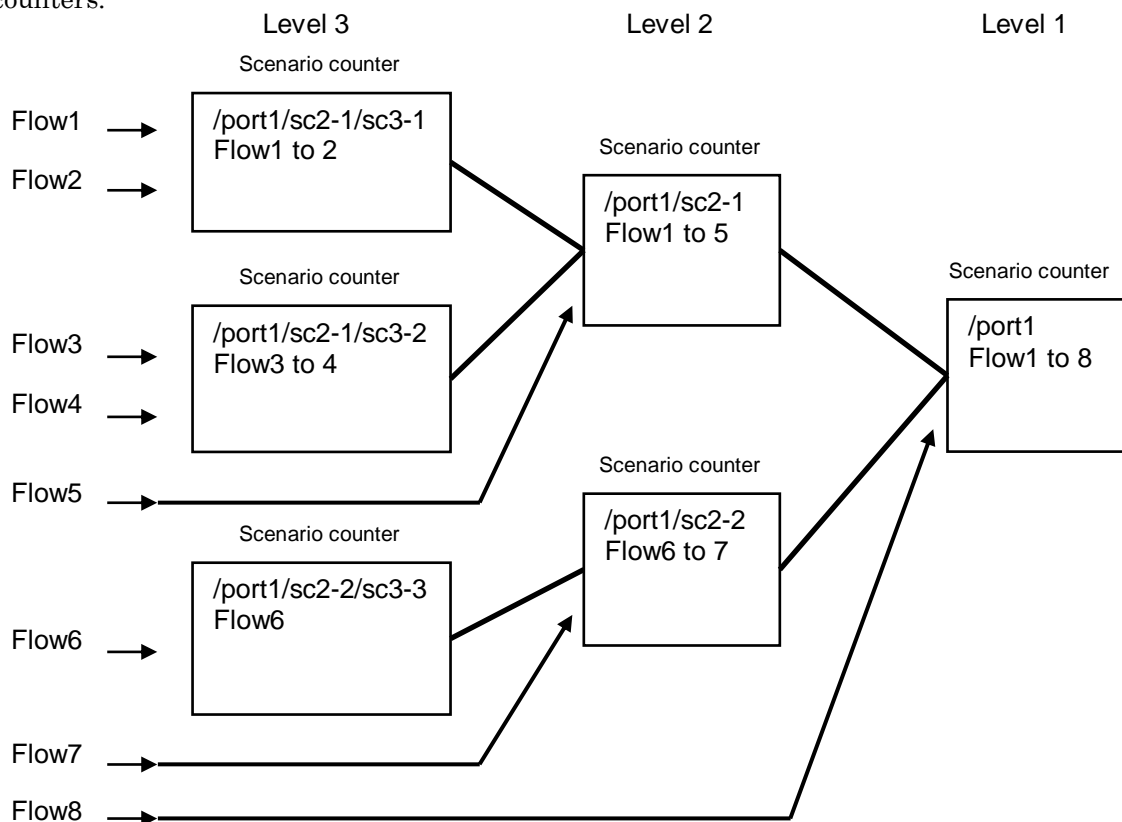 counters.
Level 3
Level 2
Level 1
Scenario counter
Flow1
/port1/sc2-1/sc3-1
Flow1 to 2
Flow2
Scenario counter
/port1/sc2-1
Flow1 to 5
Scenario counter
Flow3
/port1/sc2-1/sc3-2
Flow3 to 4
Flow4
Scenario counter
/port1
Flow1 to 8
Flow5
Scenario counter
/port1/sc2-2
Flow6 to 7
Scenario counter
/port1/sc2-2/sc3-3
Flow6
Flow6
Flow7
Flow8